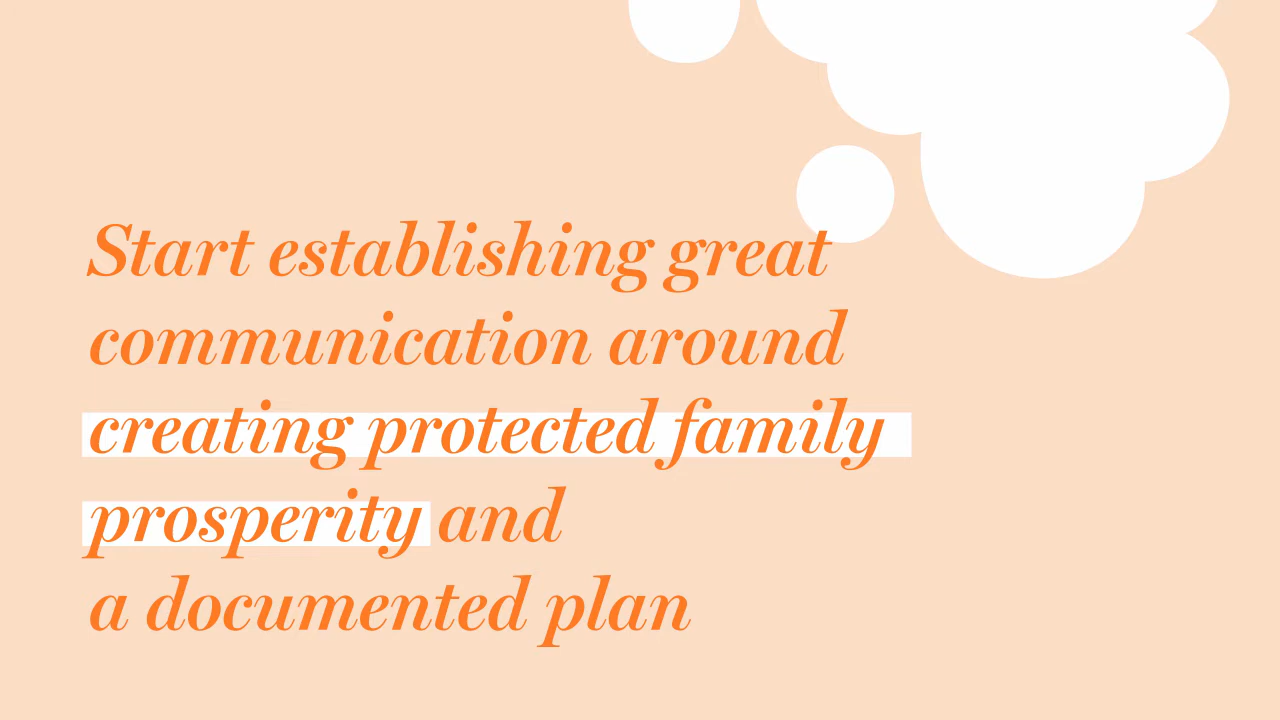 Start establishing great
communication around
creating protected family
prosperity and
a documented plan